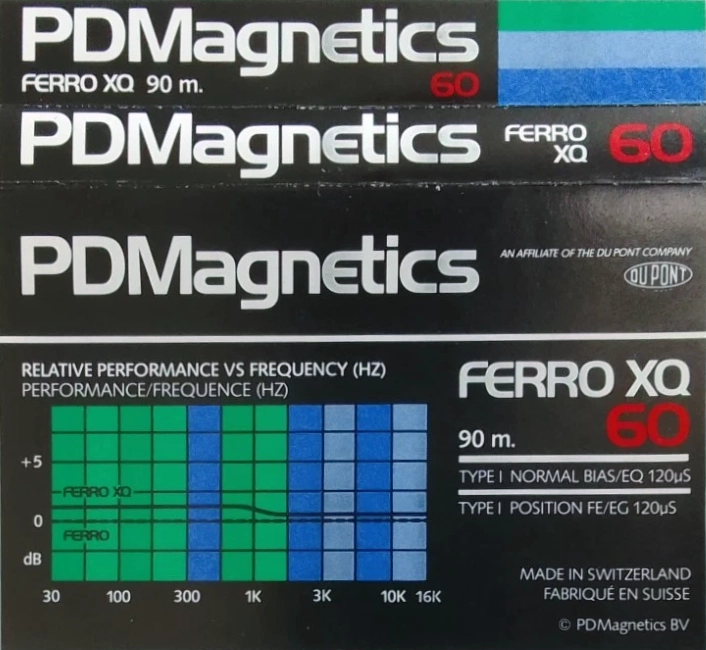 PDMagnetics
FERRO XQ 90 m. 60
PDMagnetics FERRO XQ 60
PDMagnetics AN AFFILIATE OF THE DU PONT COMPANY
DU PONT
RELATIVE PERFORMANCE VS FREQUENCY (HZ)
PERFORMANCE/FREQUENCE (HZ)
+5
FERRO XQ
0
FERRO
dB
30 100 300 1K 3K 10K 16K
FERRO XQ
60
90 m.
TYPE I NORMAL BIAS/EQ 120µS
TYPE I POSITION FE/EG 120µS
MADE IN SWITZERLAND
FABRIQUÉ EN SUISSE
© PDMagnetics BV